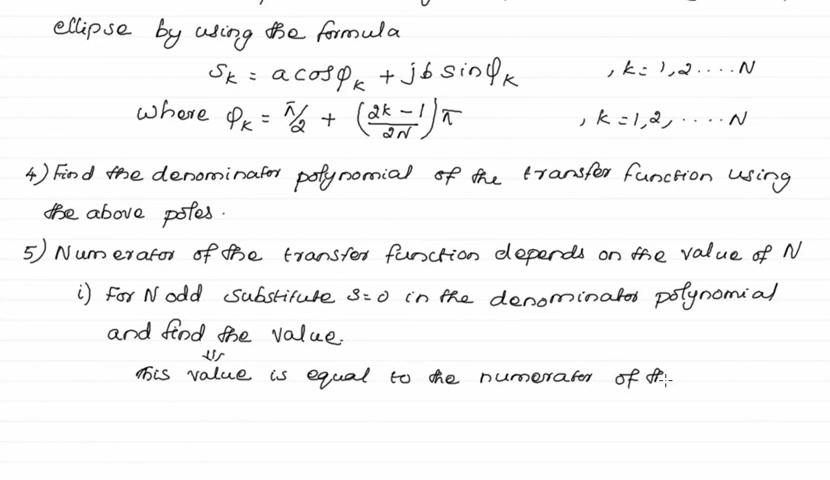 ellipse by using the formula
Sk = a cosφk + jb sinφk , k = 1,2 .... N
where φk = π/2 + (2k-1/2N)π , k = 1,2, .... N
4) Find the denominator polynomial of the transfer function using
the above poles.
5) Numerator of the transfer function depends on the value of N
i) For N odd substitute s=0 in the denominator polynomial
and find the value.
⇓
This value is equal to the numerator of